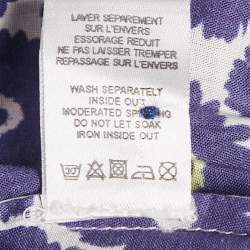 LAVER SEPAREMENT
SUR L'ENVERS
ESSORAGE REDUIT
NE PAS LAISSER TREMPER
REPASSAGE SUR L'ENVERS
WASH SEPARATELY
INSIDE OUT
MODERATED SPINNING
DO NOT LET SOAK
IRON INSIDE OUT